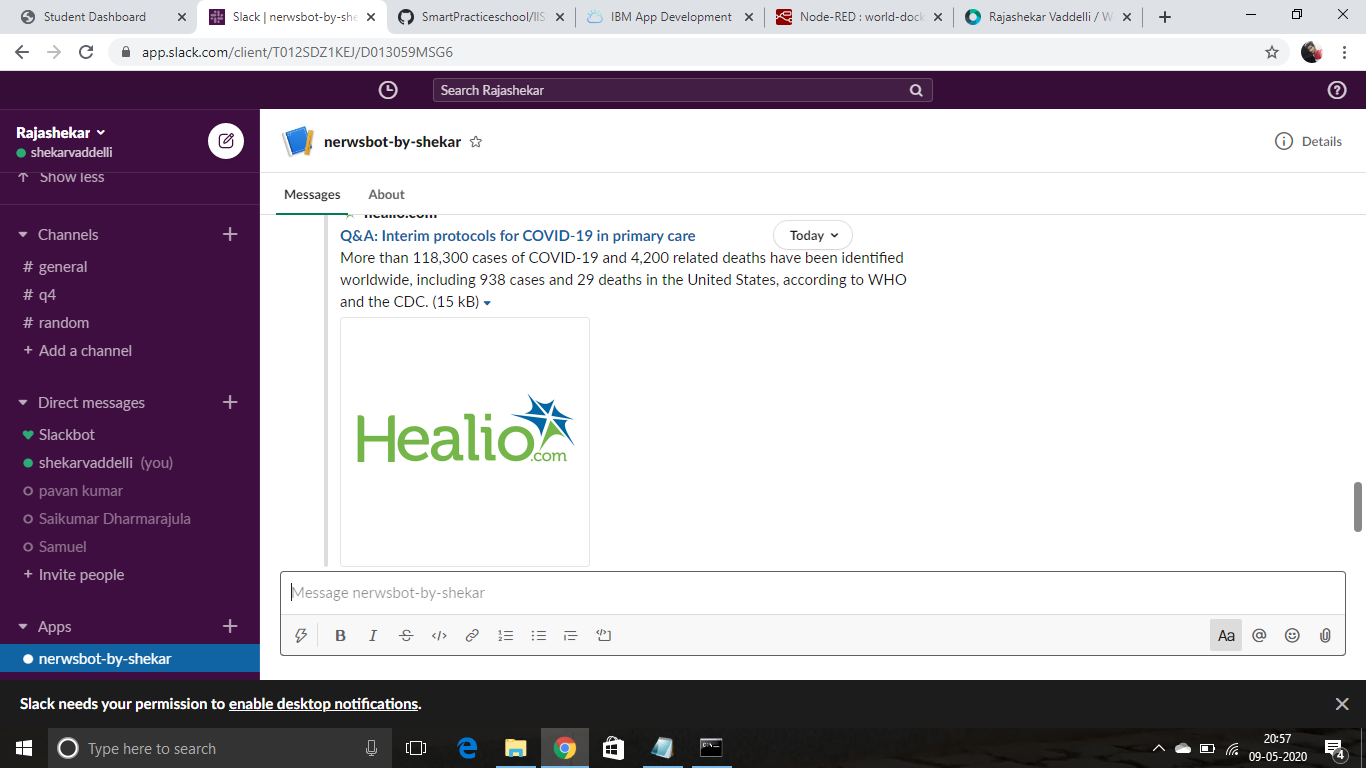 Student Dashboard
Slack | nerwsbot-by-she
SmartPracticeschool/IIS
IBM App Development
Node-RED : world-dock
Rajashekar Vaddelli / W
app.slack.com/client/T012SDZ1KEJ/D013059MSG6
Search Rajashekar
Rajashekar
shekarvaddelli
Show less
Channels
# general
# q4
# random
+ Add a channel
Direct messages
Slackbot
shekarvaddelli (you)
pavan kumar
Saikumar Dharmarajula
Samuel
+ Invite people
Apps
nerwsbot-by-shekar
nerwsbot-by-shekar
Details
Messages About
healio.com
Today
Q&A: Interim protocols for COVID-19 in primary care
More than 118,300 cases of COVID-19 and 4,200 related deaths have been identified
worldwide, including 938 cases and 29 deaths in the United States, according to WHO
and the CDC. (15 kB)
Healio
.com
Message nerwsbot-by-shekar
B I S </> Aa @
Slack needs your permission to enable desktop notifications.
Type here to search
20:57
09-05-2020
4